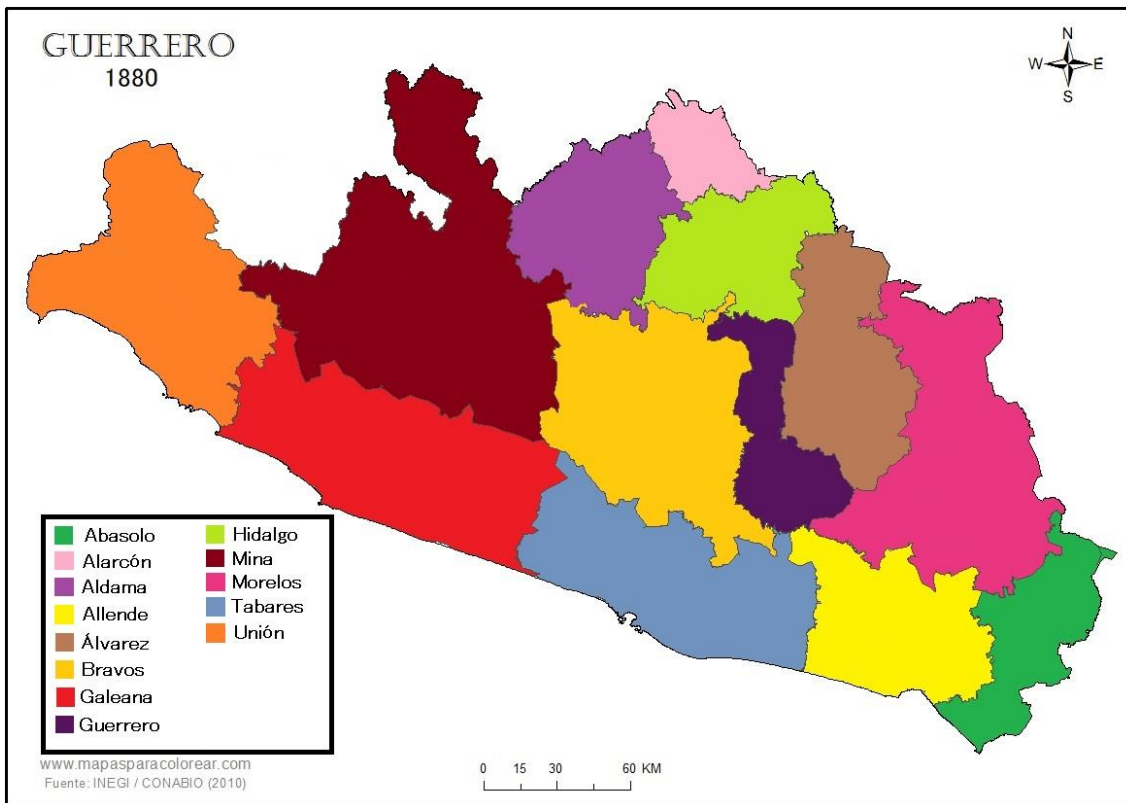 GUERRERO
1880
N
W E
S
Abasolo
Alarcón
Aldama
Allende
Álvarez
Bravos
Galeana
Guerrero
Hidalgo
Mina
Morelos
Tabares
Unión
www.mapasparacolorear.com
Fuente: INEGI / CONABIO (2010)
0 15 30 60 KM